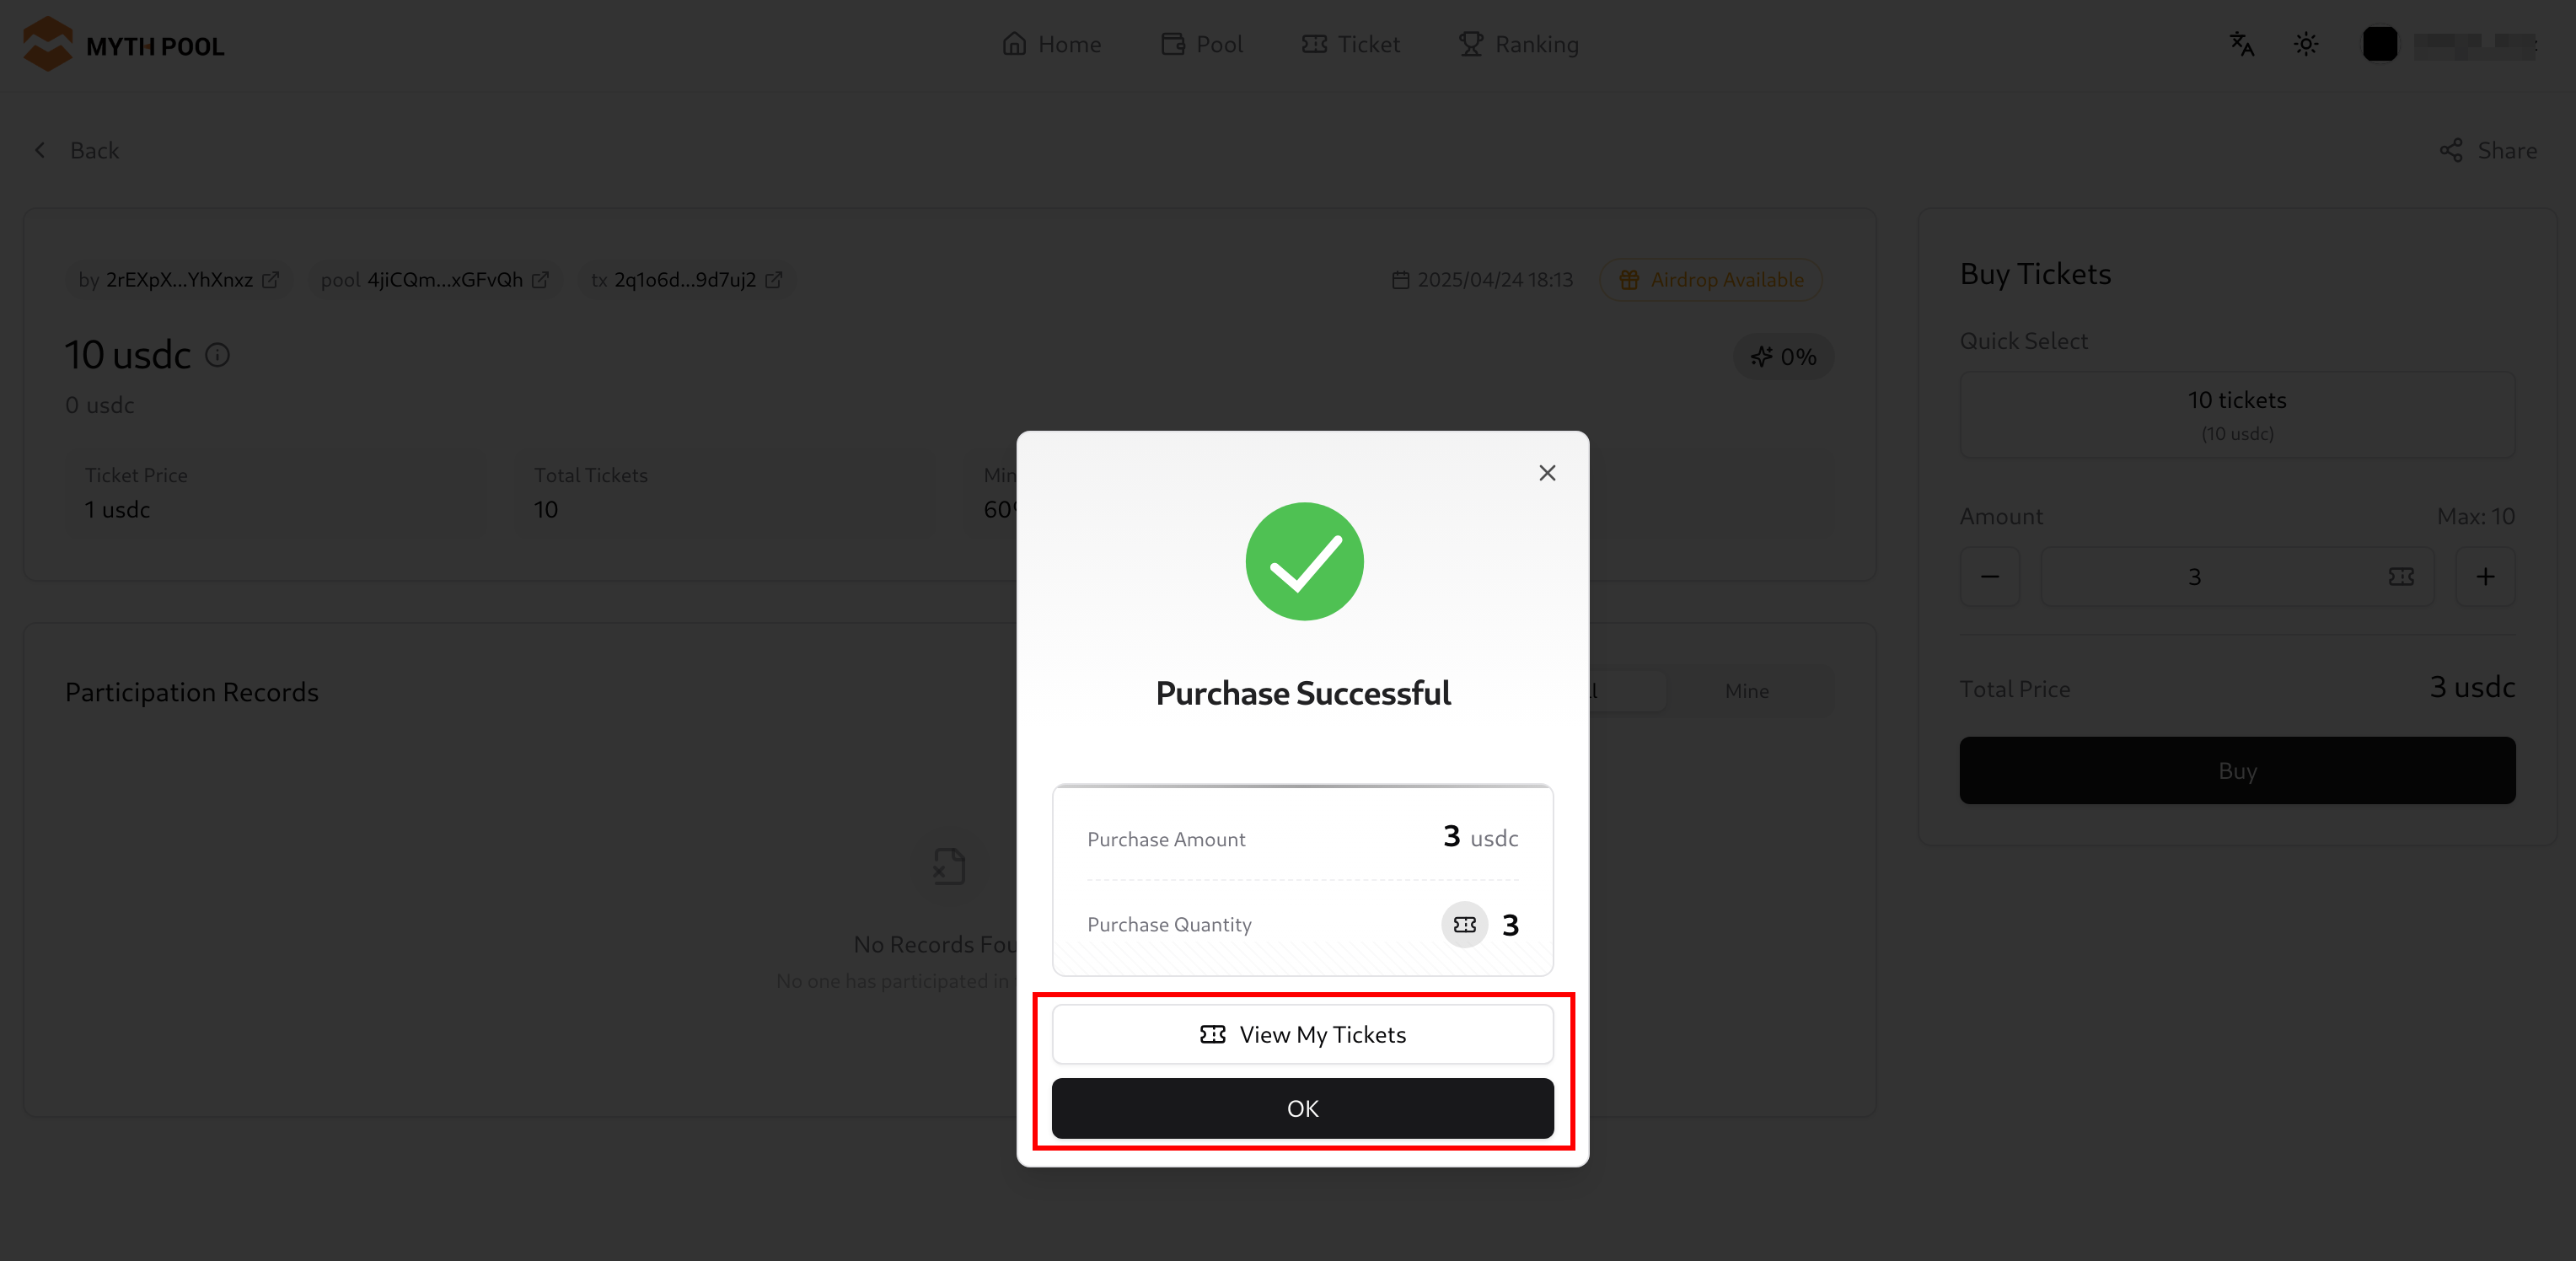 MYTH POOL
Home
Pool
Ticket
Ranking
Back
Share
by 2rEXpX...YhXnxz
pool 4jiCQm...xGFvQh
tx 2q1o6d...9d7uj2
2025/04/24 18:13
Airdrop Available
10 usdc
0%
0 usdc
Ticket Price
1 usdc
Total Tickets
10
Participation Records
Mine
No Records
No one has participated in
Buy Tickets
Quick Select
10 tickets
(10 usdc)
Amount
Max: 10
3
Total Price
3 usdc
Buy
Purchase Successful
Purchase Amount
3 usdc
Purchase Quantity
3
View My Tickets
OK